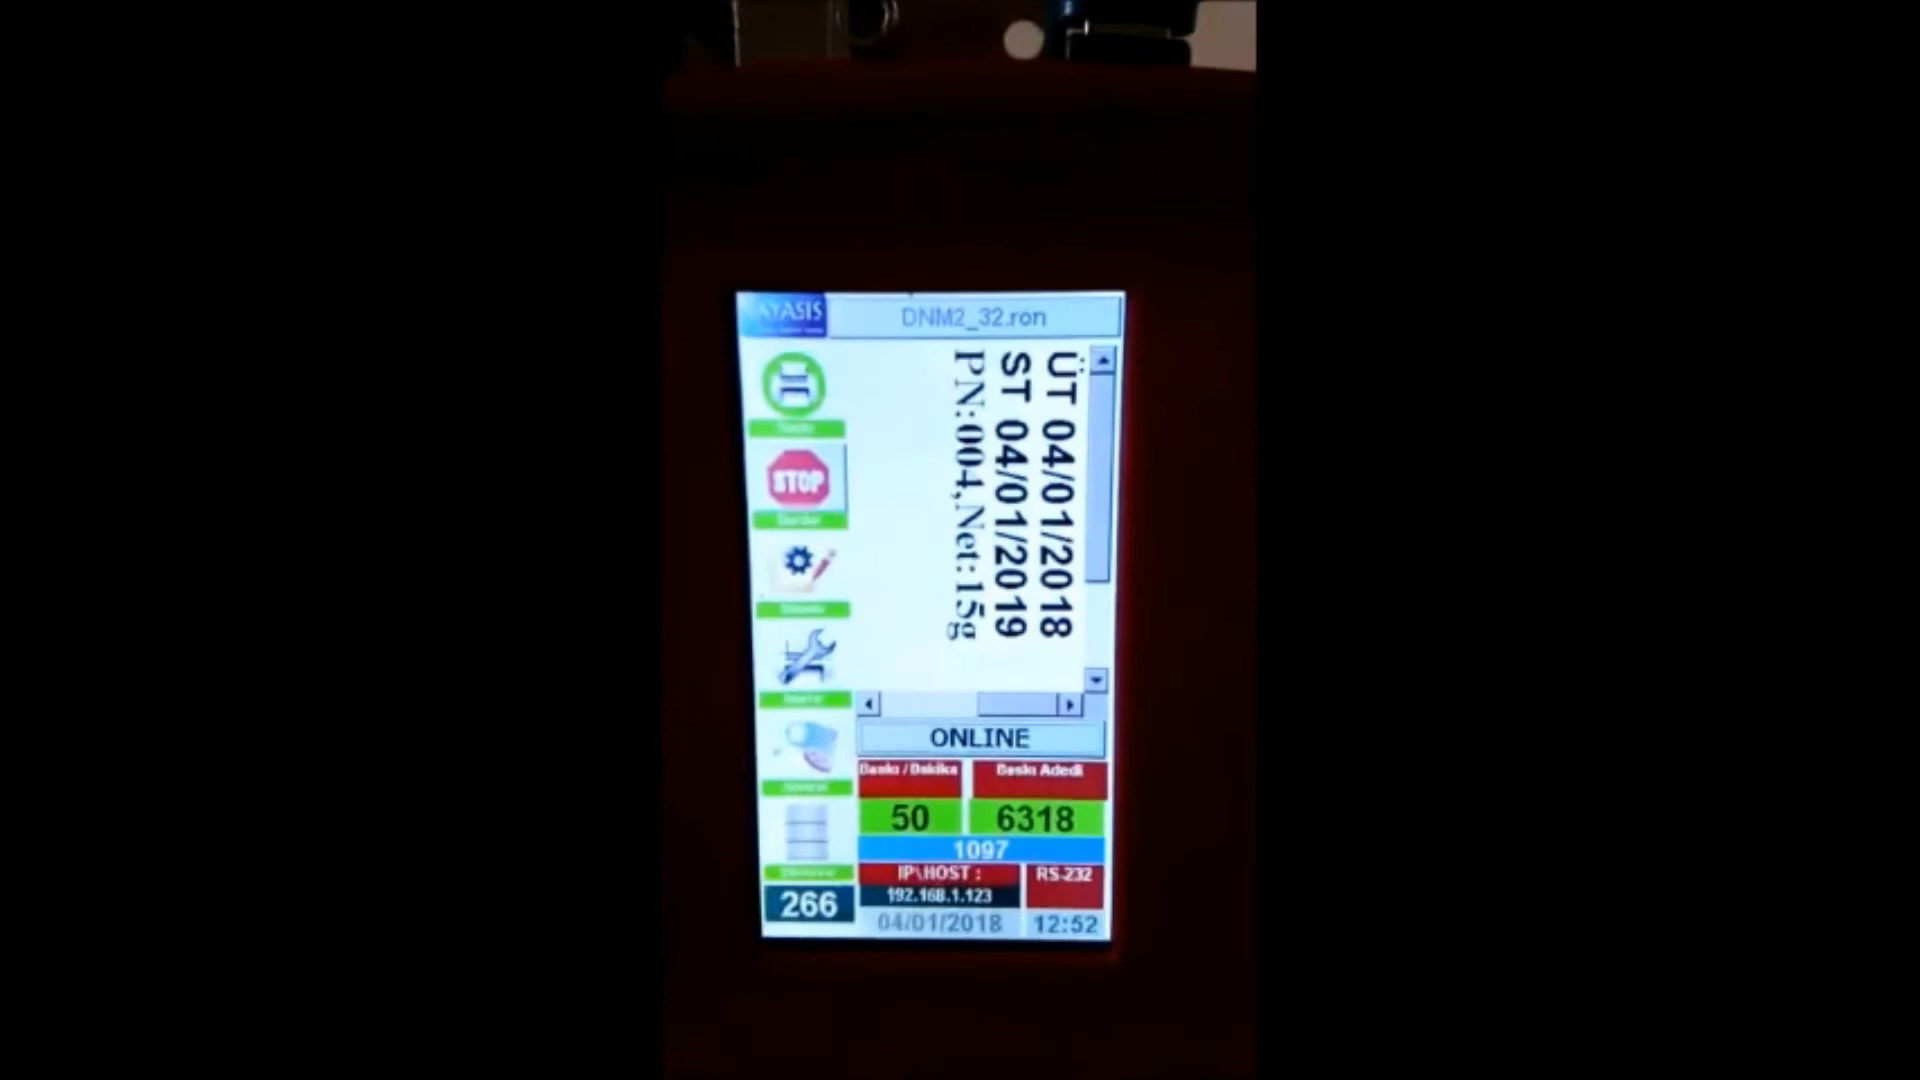 DNM2_32.ron
ÜT 04/01/2018
ST 04/01/2019
PN:004,Net:15g
STOP
ONLINE
Baskı / Dakika
Baskı Adedi
50
6318
1097
IP\HOST :
RS-232
192.168.1.123
266
04/01/2018
12:52